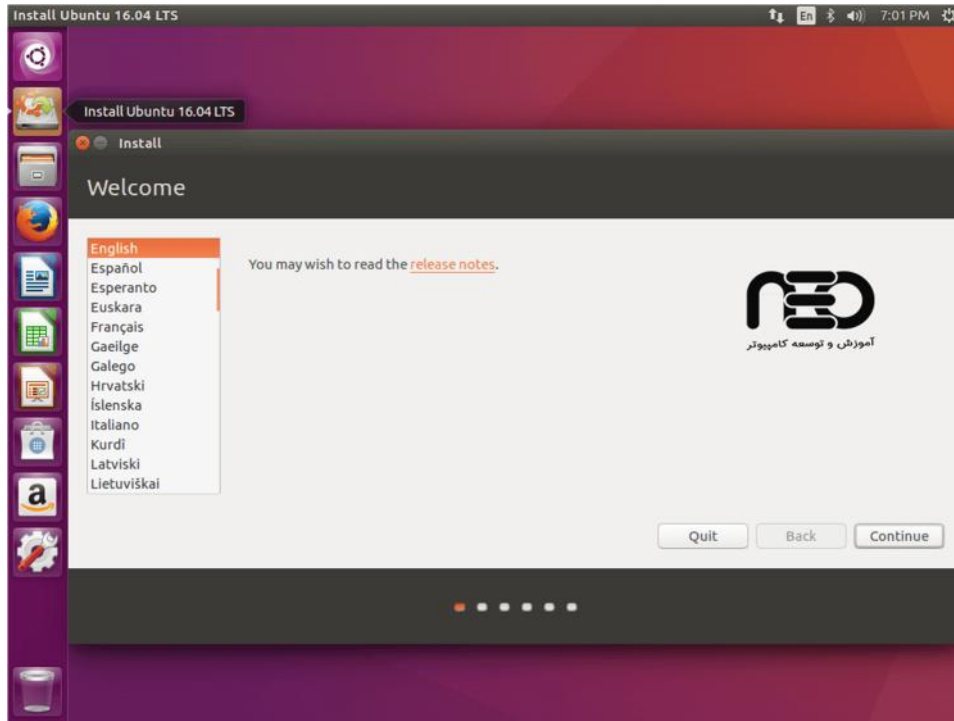 Install Ubuntu 16.04 LTS
En
7:01 PM
Install Ubuntu 16.04 LTS
Install
Welcome
English
Español
Esperanto
Euskara
Français
Gaeilge
Galego
Hrvatski
Íslenska
Italiano
Kurdî
Latviski
Lietuviškai
You may wish to read the release notes.
NEO
آموزش و توسعه کامپیوتر
Quit
Back
Continue
a